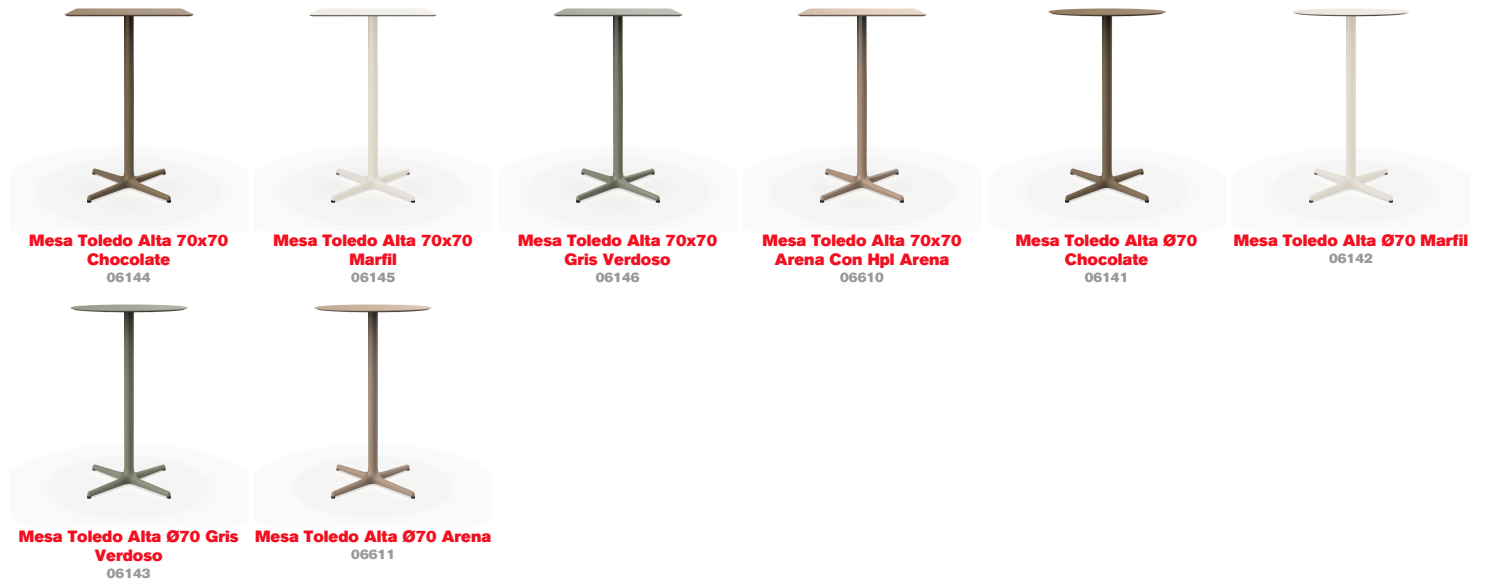 Mesa Toledo Alta 70x70
Chocolate
06144
Mesa Toledo Alta 70x70
Marfil
06145
Mesa Toledo Alta 70x70
Gris Verdoso
06146
Mesa Toledo Alta 70x70
Arena Con Hpl Arena
06610
Mesa Toledo Alta Ø70
Chocolate
06141
Mesa Toledo Alta Ø70 Marfil
06142
Mesa Toledo Alta Ø70 Gris
Verdoso
06143
Mesa Toledo Alta Ø70 Arena
06611